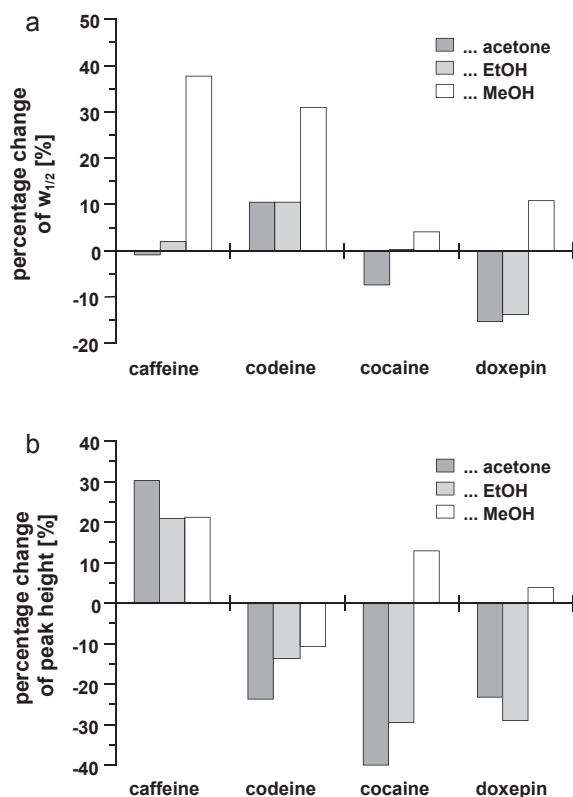 a
percentage change
of w1/2 [%]
50
40
30
20
10
0
-10
-20
... acetone
... EtOH
... MeOH
caffeine codeine cocaine doxepin
b
percentage change
of peak height [%]
40
30
20
10
0
-10
-20
-30
-40
... acetone
... EtOH
... MeOH
caffeine codeine cocaine doxepin